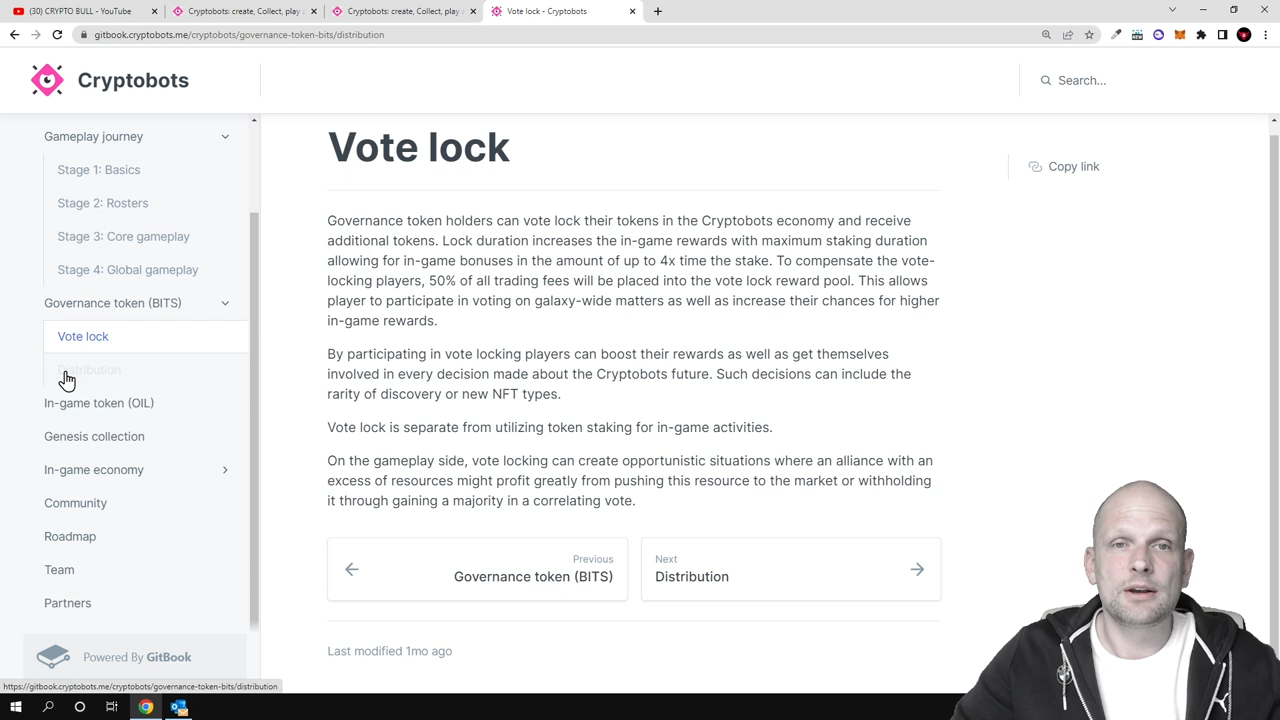 (30) CRYPTO BULL - YouTube
Cryptobots: create, Collect, play a
Cryptobots: create, Collect, play a
Vote lock - Cryptobots
gitbook.cryptobots.me/cryptobots/governance-token-bits/distribution
Cryptobots
Search...
Gameplay journey
Stage 1: Basics
Stage 2: Rosters
Stage 3: Core gameplay
Stage 4: Global gameplay
Governance token (BITS)
Vote lock
Distribution
In-game token (OIL)
Genesis collection
In-game economy
Community
Roadmap
Team
Partners
Powered By GitBook
https://gitbook.cryptobots.me/cryptobots/governance-token-bits/distribution
Vote lock
Copy link
Governance token holders can vote lock their tokens in the Cryptobots economy and receive
additional tokens. Lock duration increases the in-game rewards with maximum staking duration
allowing for in-game bonuses in the amount of up to 4x time the stake. To compensate the vote-
locking players, 50% of all trading fees will be placed into the vote lock reward pool. This allows
player to participate in voting on galaxy-wide matters as well as increase their chances for higher
in-game rewards.
By participating in vote locking players can boost their rewards as well as get themselves
involved in every decision made about the Cryptobots future. Such decisions can include the
rarity of discovery or new NFT types.
Vote lock is separate from utilizing token staking for in-game activities.
On the gameplay side, vote locking can create opportunistic situations where an alliance with an
excess of resources might profit greatly from pushing this resource to the market or withholding
it through gaining a majority in a correlating vote.
Previous
Governance token (BITS)
Next
Distribution
Last modified 1mo ago